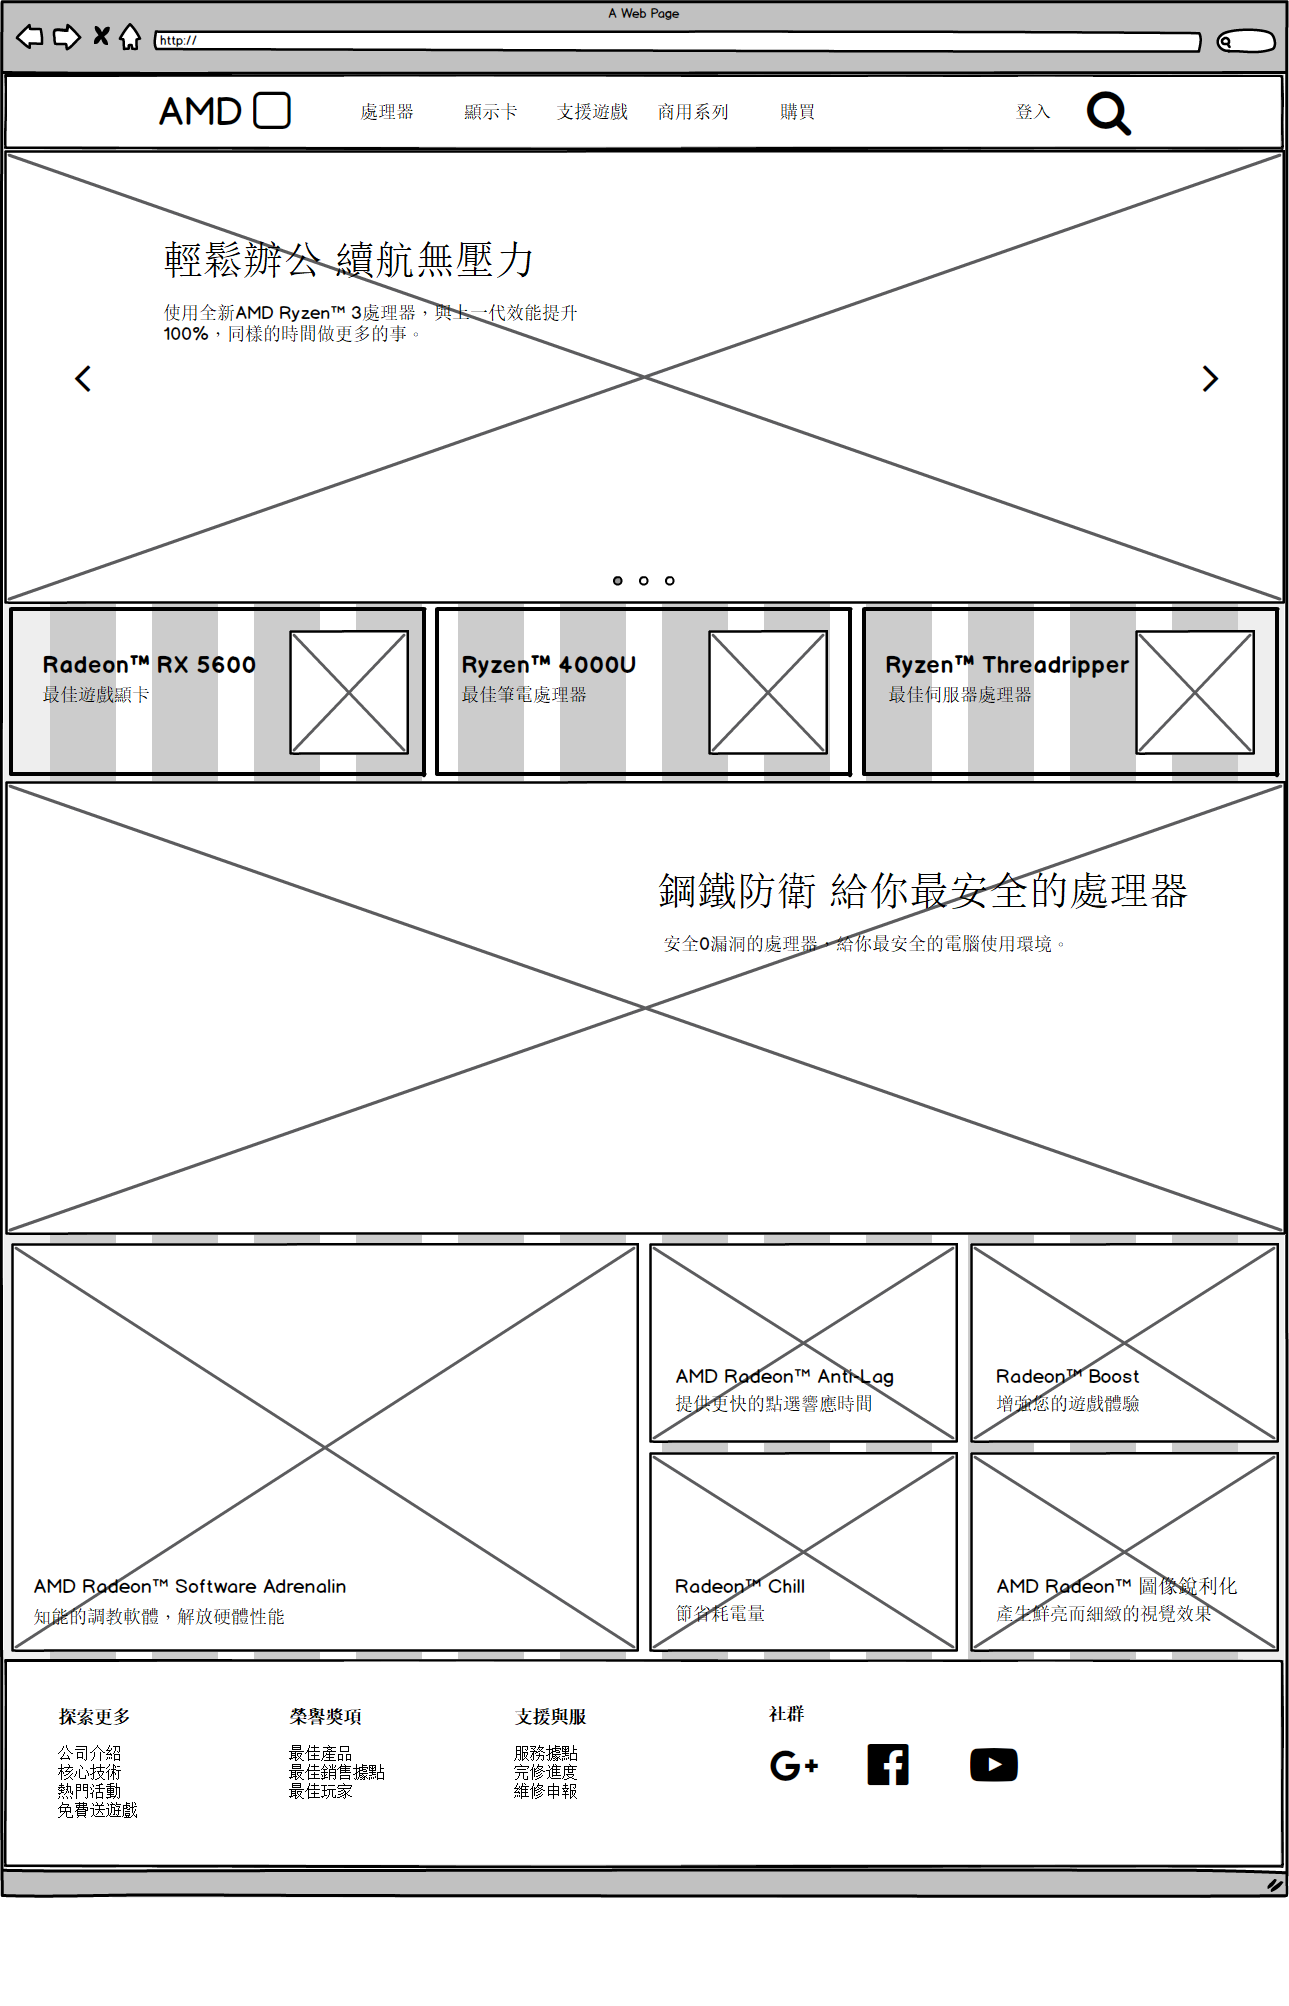 A Web Page
http://
AMD
處理器
顯示卡
支援遊戲
商用系列
購買
登入
輕鬆辦公 續航無壓力
使用全新AMD Ryzen™ 3處理器，與上一代效能提升
100%，同樣的時間做更多的事。
Radeon™ RX 5600
最佳遊戲顯卡
Ryzen™ 4000U
最佳筆電處理器
Ryzen™ Threadripper
最佳伺服器處理器
鋼鐵防衛 給你最安全的處理器
安全0漏洞的處理器，給你最安全的電腦使用環境。
AMD Radeon™ Software Adrenalin
知能的調教軟體，解放硬體性能
AMD Radeon™ Anti-Lag
提供更快的點選響應時間
Radeon™ Boost
增強您的遊戲體驗
Radeon™ Chill
節省耗電量
AMD Radeon™ 圖像銳利化
產生鮮亮而細緻的視覺效果
探索更多
公司介紹
核心技術
熱門活動
免費送遊戲
榮譽獎項
最佳產品
最佳銷售據點
最佳玩家
支援與服
服務據點
完修進度
維修申報
社群
G+